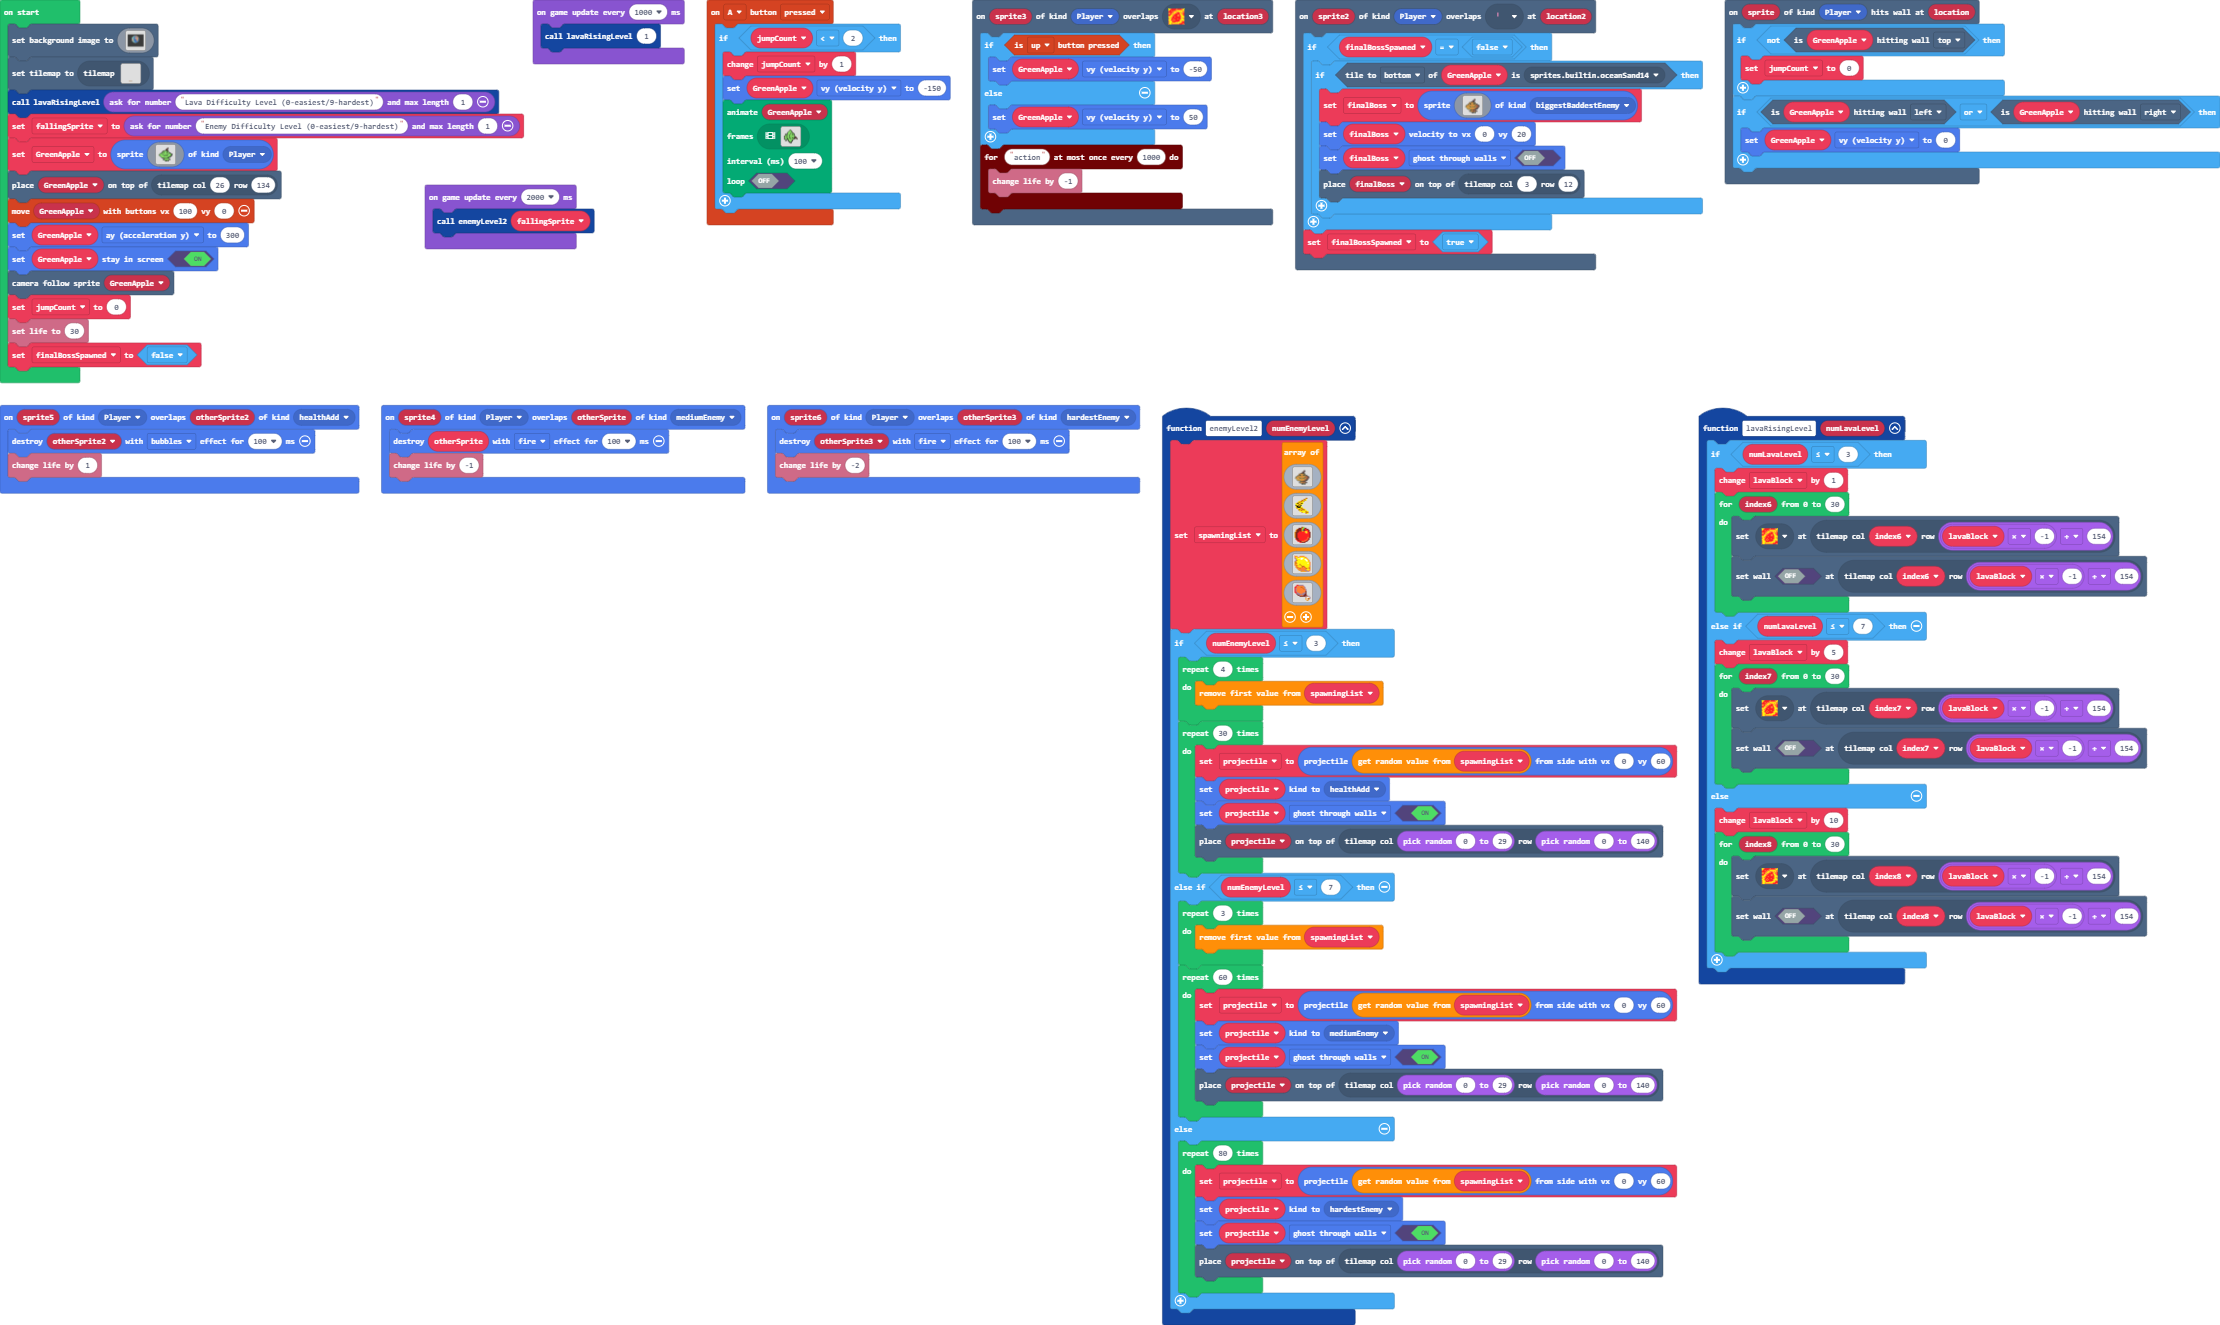 on start
set background image to
set tilemap to tilemap
call lavaRisingLevel ask for number "Lava Difficulty Level (0-easiest/9-hardest)" and max length 1
set fallingSprite to ask for number "Enemy Difficulty Level (0-easiest/9-hardest)" and max length 1
set GreenApple to sprite of kind Player
place GreenApple on top of tilemap col 26 row 134
move GreenApple with buttons vx 100 vy 0
set GreenApple ay (acceleration y) to 300
set GreenApple stay in screen ON
camera follow sprite GreenApple
set jumpCount to 0
set life to 30
set finalBossSpawned to false
on game update every 1000 ms
call lavaRisingLevel 1
on game update every 2000 ms
call enemyLevel2 fallingSprite
on A button pressed
if jumpCount < 2 then
change jumpCount by 1
set GreenApple vy (velocity y) to -150
animate GreenApple
frames
interval (ms) 100
loop OFF
on sprite3 of kind Player overlaps at location3
if is up button pressed then
set GreenApple vy (velocity y) to -50
else
set GreenApple vy (velocity y) to 50
for "action" at most once every 1000 do
change life by -1
on sprite2 of kind Player overlaps at location2
if finalBossSpawned = false then
if tile to bottom of GreenApple is sprites.builtin.oceanSand14 then
set finalBoss to sprite of kind biggestBaddestEnemy
set finalBoss velocity to vx 0 vy 20
set finalBoss ghost through walls OFF
place finalBoss on top of tilemap col 3 row 12
set finalBossSpawned to true
on sprite of kind Player hits wall at location
if not is GreenApple hitting wall top then
set jumpCount to 0
if is GreenApple hitting wall left or is GreenApple hitting wall right then
set GreenApple vy (velocity y) to 0
on sprite5 of kind Player overlaps otherSprite2 of kind healthAdd
destroy otherSprite2 with bubbles effect for 100 ms
change life by 1
on sprite4 of kind Player overlaps otherSprite of kind mediumEnemy
destroy otherSprite with fire effect for 100 ms
change life by -1
on sprite6 of kind Player overlaps otherSprite3 of kind hardestEnemy
destroy otherSprite3 with fire effect for 100 ms
change life by -2
function enemyLevel2 numEnemyLevel
set spawningList to array of
if numEnemyLevel ≤ 3 then
repeat 4 times
do remove first value from spawningList
repeat 30 times
do set projectile to projectile get random value from spawningList from side with vx 0 vy 60
set projectile kind to healthAdd
set projectile ghost through walls ON
place projectile on top of tilemap col pick random 0 to 29 row pick random 0 to 140
else if numEnemyLevel ≤ 7 then
repeat 3 times
do remove first value from spawningList
repeat 60 times
do set projectile to projectile get random value from spawningList from side with vx 0 vy 60
set projectile kind to mediumEnemy
set projectile ghost through walls ON
place projectile on top of tilemap col pick random 0 to 29 row pick random 0 to 140
else
repeat 80 times
do set projectile to projectile get random value from spawningList from side with vx 0 vy 60
set projectile kind to hardestEnemy
set projectile ghost through walls ON
place projectile on top of tilemap col pick random 0 to 29 row pick random 0 to 140
function lavaRisingLevel numLavaLevel
if numLavaLevel ≤ 3 then
change lavaBlock by 1
for index6 from 0 to 30
do set at tilemap col index6 row lavaBlock × -1 + 154
set wall OFF at tilemap col index6 row lavaBlock × -1 + 154
else if numLavaLevel ≤ 7 then
change lavaBlock by 5
for index7 from 0 to 30
do set at tilemap col index7 row lavaBlock × -1 + 154
set wall OFF at tilemap col index7 row lavaBlock × -1 + 154
else
change lavaBlock by 10
for index8 from 0 to 30
do set at tilemap col index8 row lavaBlock × -1 + 154
set wall OFF at tilemap col index8 row lavaBlock × -1 + 154